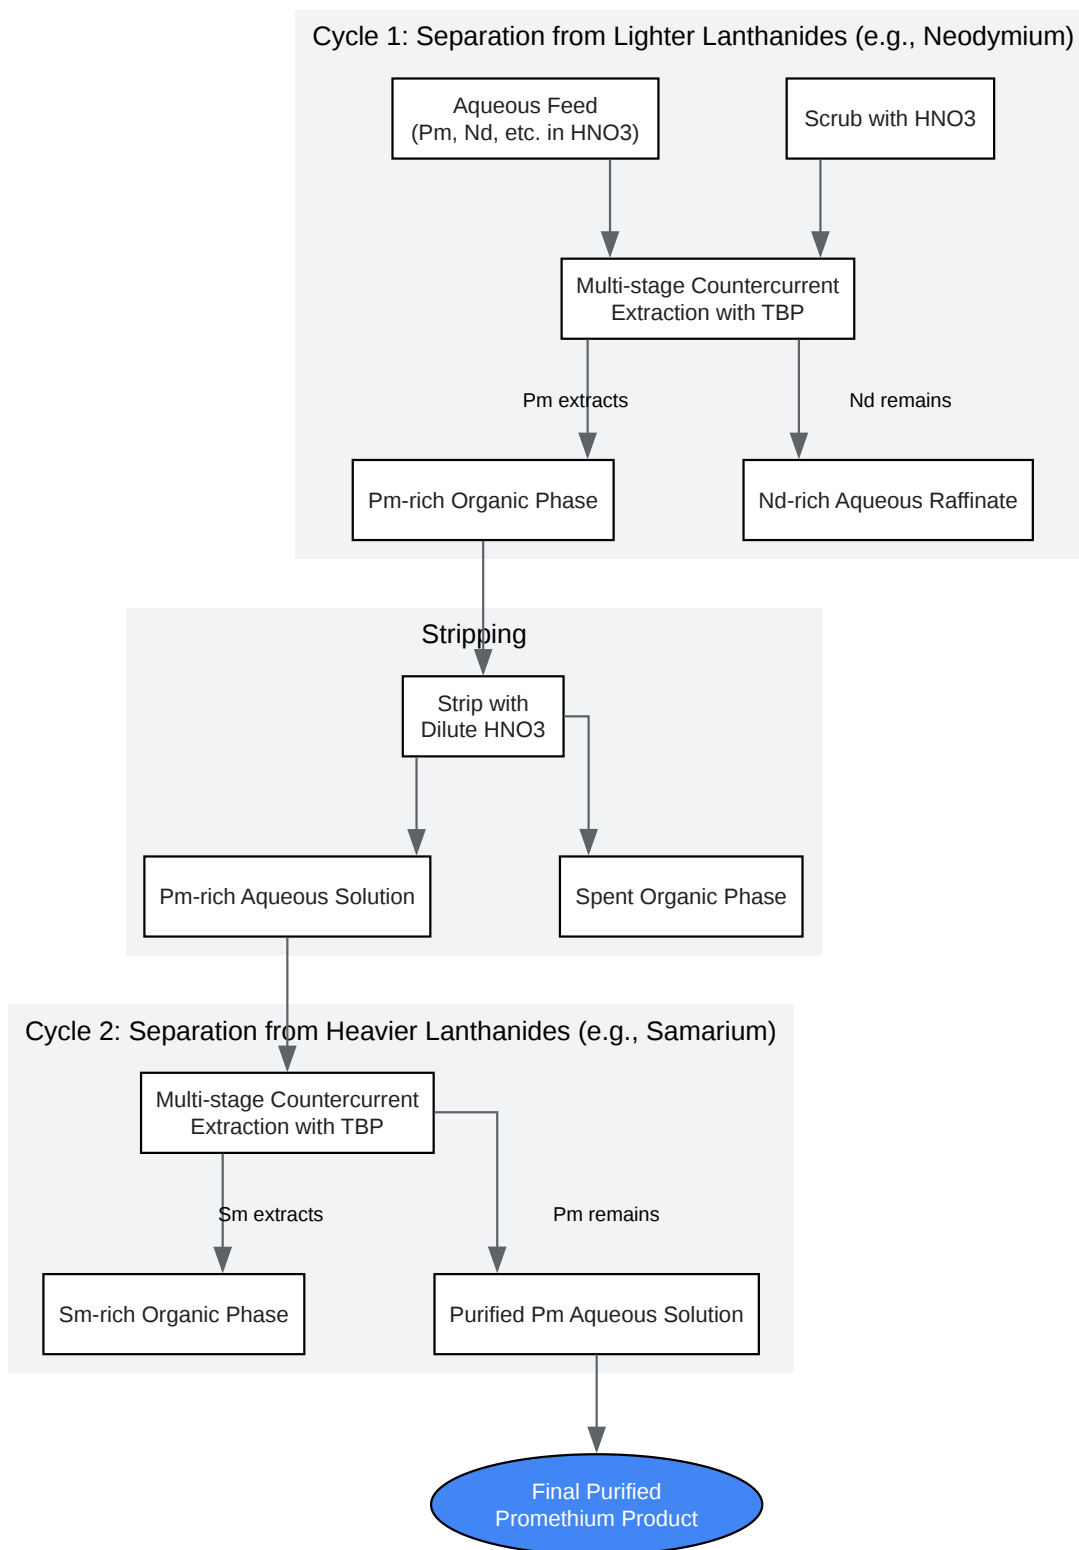 Cycle 1: Separation from Lighter Lanthanides (e.g., Neodymium)
Aqueous Feed
(Pm, Nd, etc. in HNO3)
Scrub with HNO3
Multi-stage Countercurrent
Extraction with TBP
Pm extracts
Nd remains
Pm-rich Organic Phase
Nd-rich Aqueous Raffinate
Stripping
Strip with
Dilute HNO3
Pm-rich Aqueous Solution
Spent Organic Phase
Cycle 2: Separation from Heavier Lanthanides (e.g., Samarium)
Multi-stage Countercurrent
Extraction with TBP
Sm extracts
Pm remains
Sm-rich Organic Phase
Purified Pm Aqueous Solution
Final Purified
Promethium Product